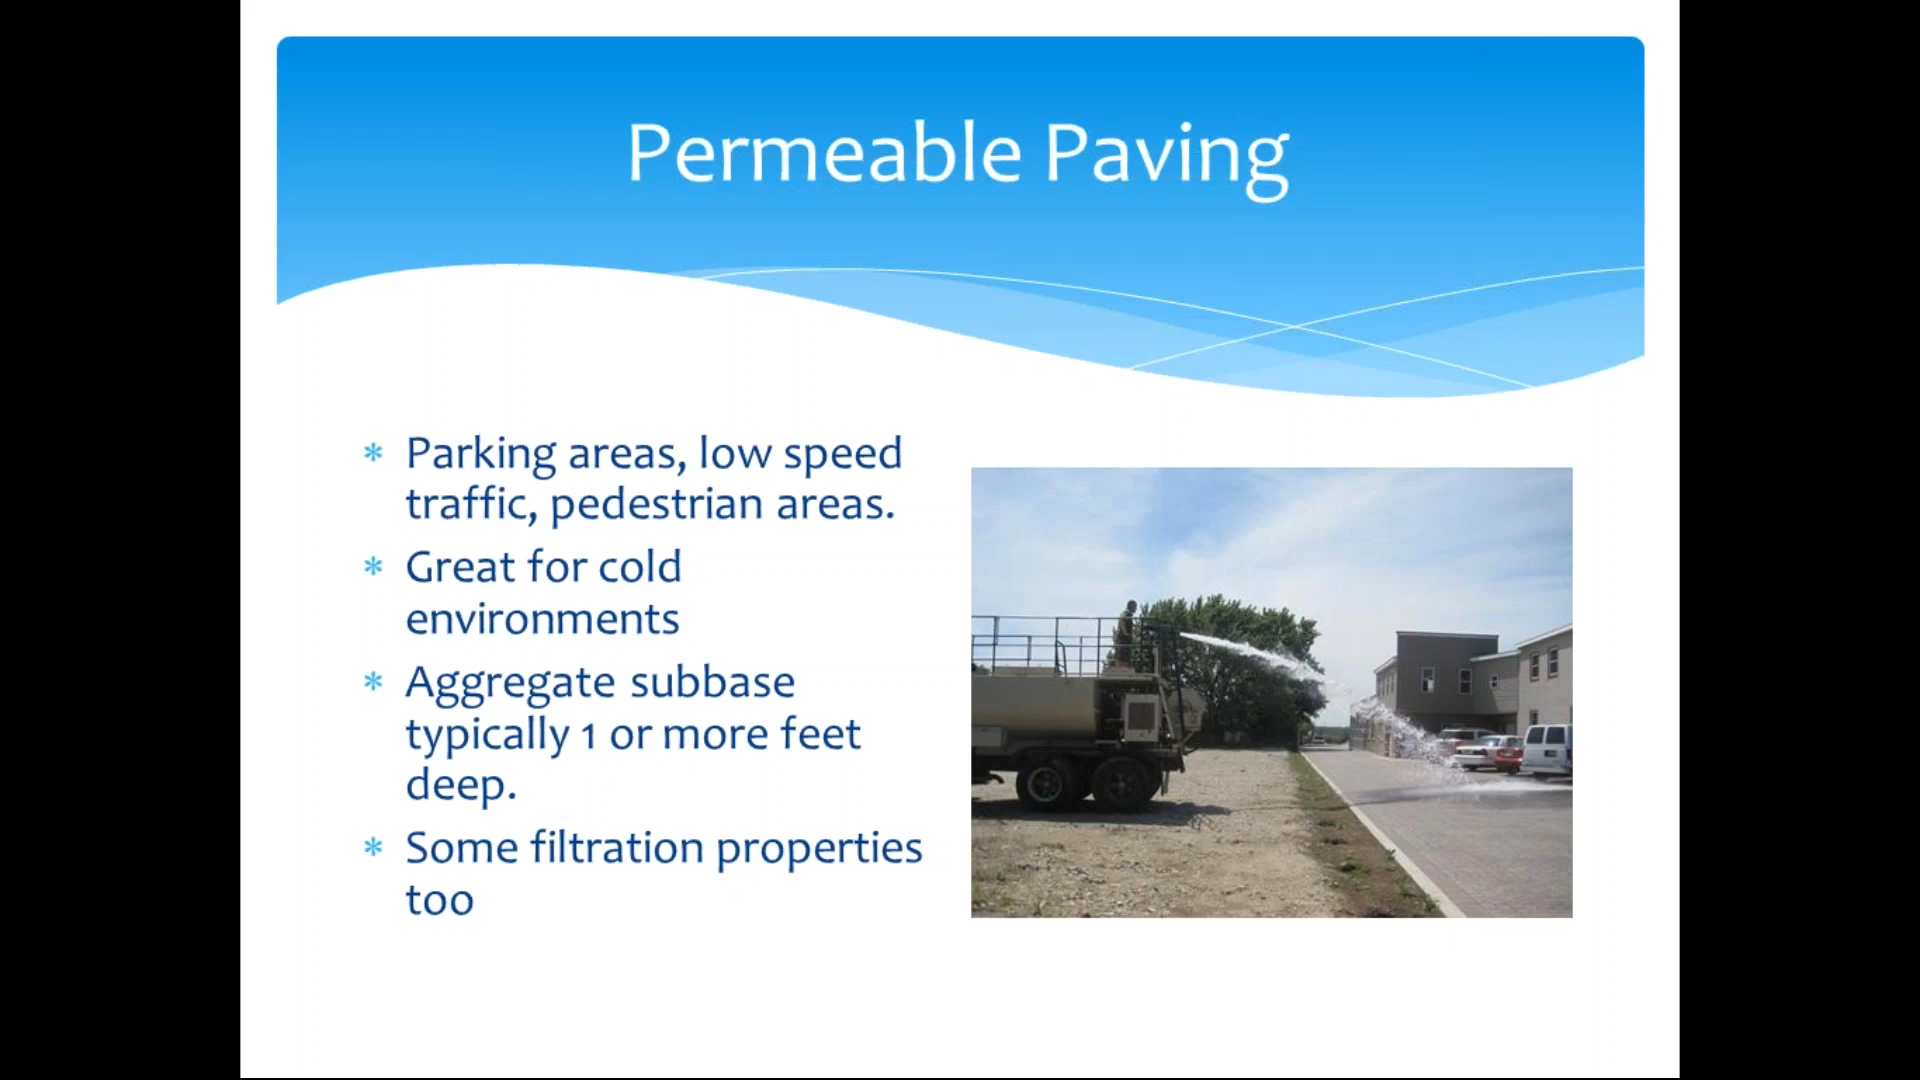 Permeable Paving
* Parking areas, low speed
traffic, pedestrian areas.
* Great for cold
environments
* Aggregate subbase
typically 1 or more feet
deep.
* Some filtration properties
too